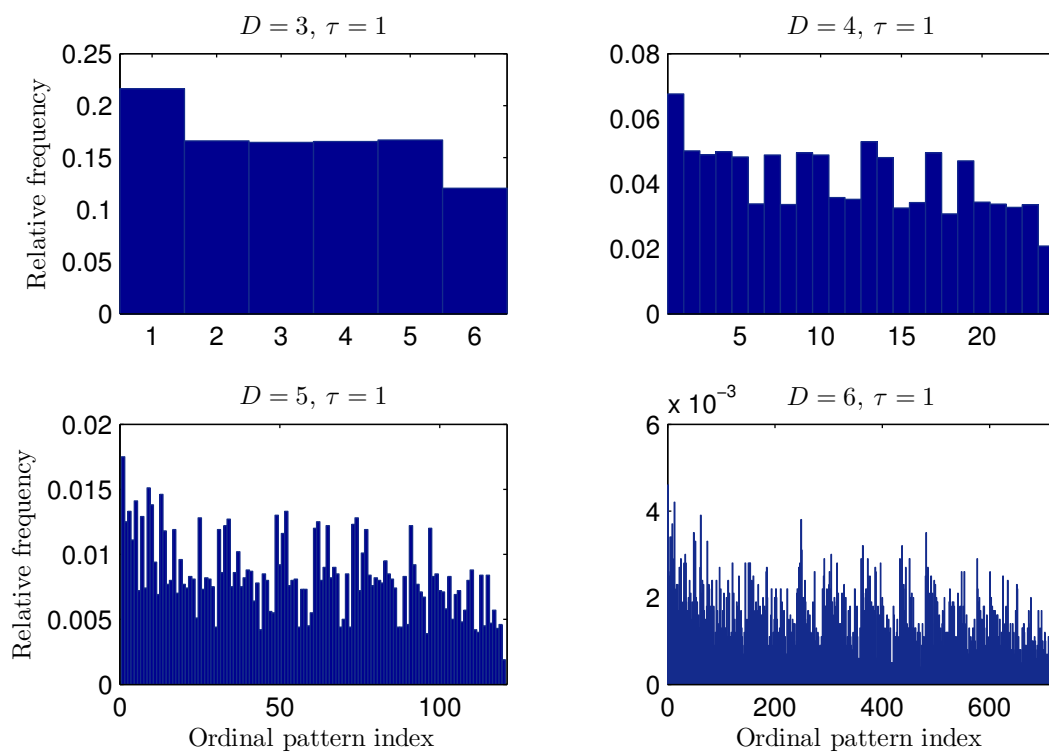 D = 3, τ = 1
0.25
0.2
0.15
0.1
0.05
0
Relative frequency
1 2 3 4 5 6
D = 4, τ = 1
0.08
0.06
0.04
0.02
0
5 10 15 20
D = 5, τ = 1
0.02
0.015
0.01
0.005
0
Relative frequency
0 50 100
Ordinal pattern index
D = 6, τ = 1
x 10⁻³
6
4
2
0
0 200 400 600
Ordinal pattern index